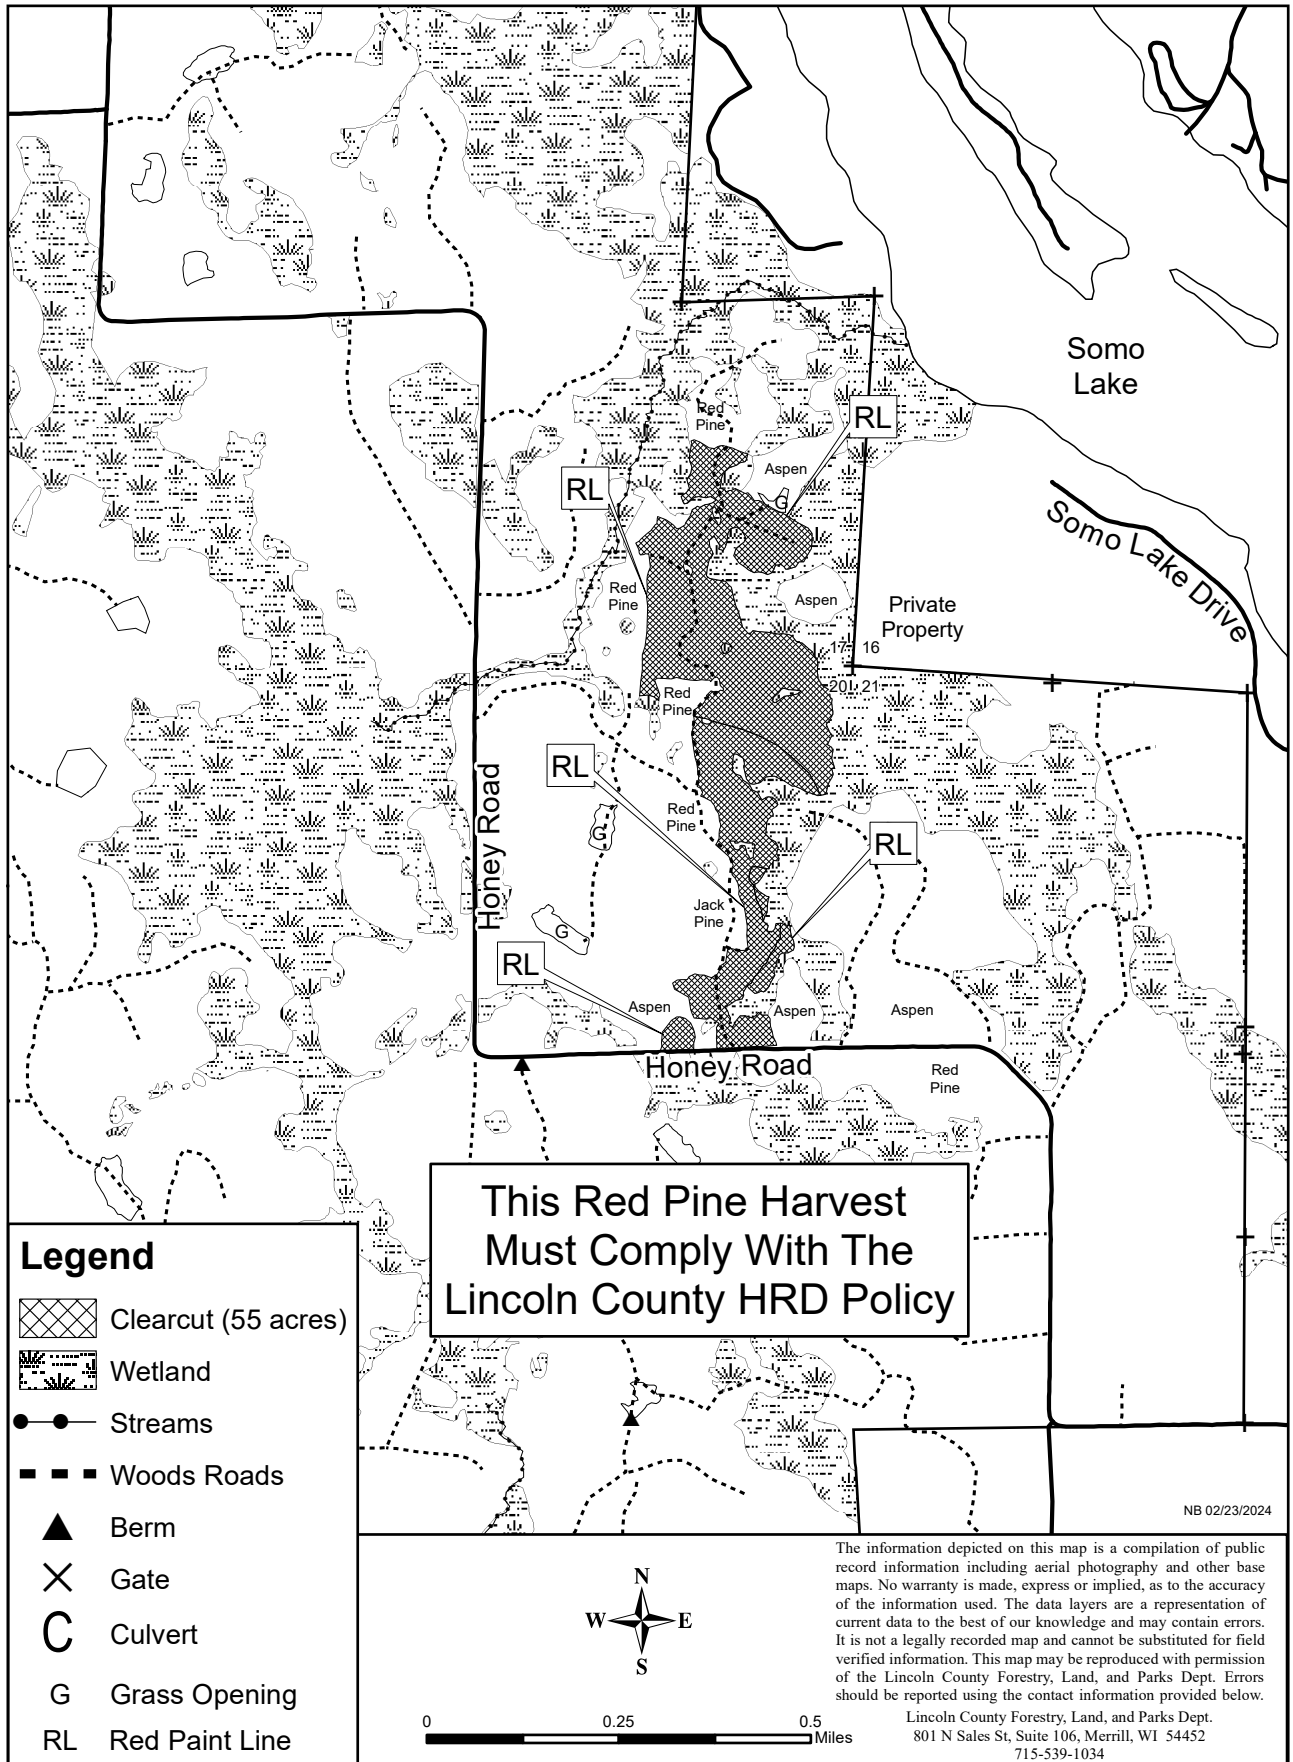 Somo
Lake
Red
Pine
RL
Aspen
G
RL
Somo Lake Drive
Red
Pine
Aspen
Private
Property
17 16
20 21
Red
Pine
RL
Honey Road
G
Red
Pine
RL
Jack
Pine
G
RL
Aspen
Aspen
Aspen
Honey Road
Red
Pine
This Red Pine Harvest
Must Comply With The
Lincoln County HRD Policy
Legend
Clearcut (55 acres)
Wetland
Streams
Woods Roads
Berm
Gate
C Culvert
G Grass Opening
RL Red Paint Line
NB 02/23/2024
N
W E
S
0 0.25 0.5
Miles
The information depicted on this map is a compilation of public
record information including aerial photography and other base
maps. No warranty is made, express or implied, as to the accuracy
of the information used. The data layers are a representation of
current data to the best of our knowledge and may contain errors.
It is not a legally recorded map and cannot be substituted for field
verified information. This map may be reproduced with permission
of the Lincoln County Forestry, Land, and Parks Dept. Errors
should be reported using the contact information provided below.
Lincoln County Forestry, Land, and Parks Dept.
801 N Sales St, Suite 106, Merrill, WI 54452
715-539-1034